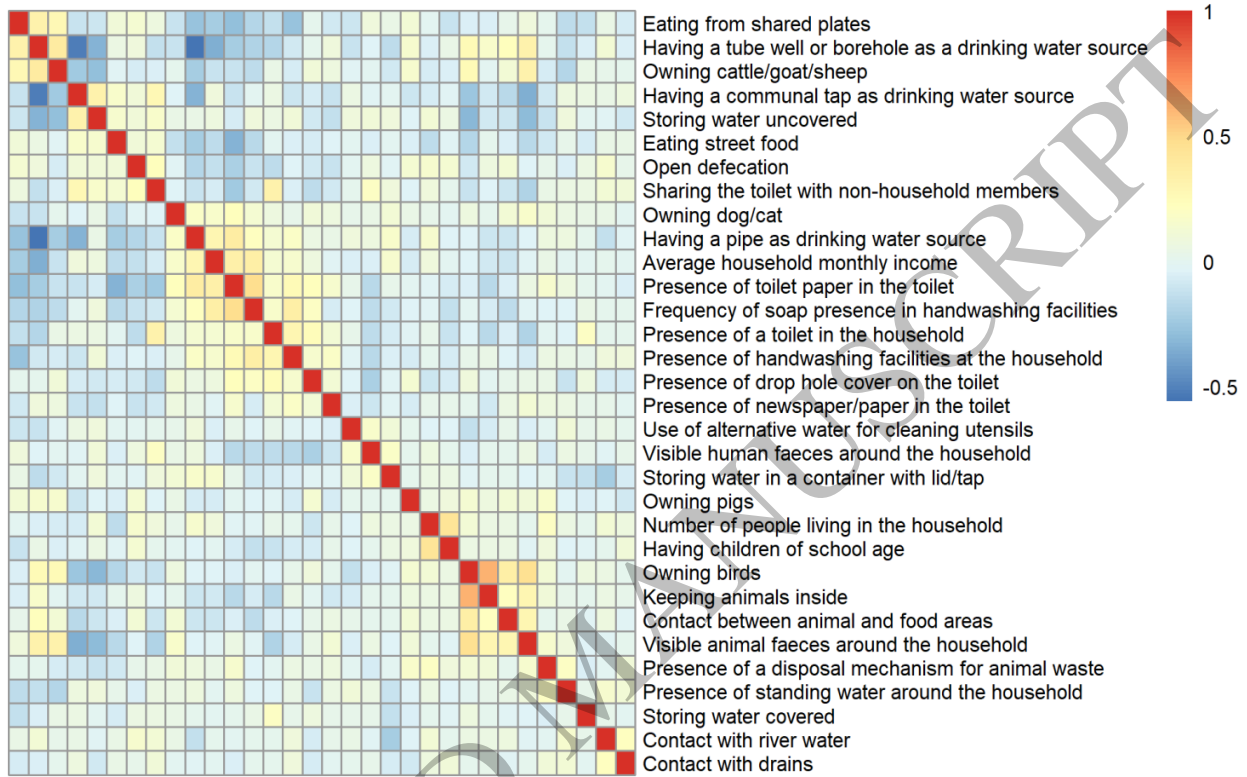 Eating from shared plates
Having a tube well or borehole as a drinking water source
Owning cattle/goat/sheep
Having a communal tap as drinking water source
Storing water uncovered
Eating street food
Open defecation
Sharing the toilet with non-household members
Owning dog/cat
Having a pipe as drinking water source
Average household monthly income
Presence of toilet paper in the toilet
Frequency of soap presence in handwashing facilities
Presence of a toilet in the household
Presence of handwashing facilities at the household
Presence of drop hole cover on the toilet
Presence of newspaper/paper in the toilet
Use of alternative water for cleaning utensils
Visible human faeces around the household
Storing water in a container with lid/tap
Owning pigs
Number of people living in the household
Having children of school age
Owning birds
Keeping animals inside
Contact between animal and food areas
Visible animal faeces around the household
Presence of a disposal mechanism for animal waste
Presence of standing water around the household
Storing water covered
Contact with river water
Contact with drains
1
0.5
0
-0.5
MANUSCRIPT